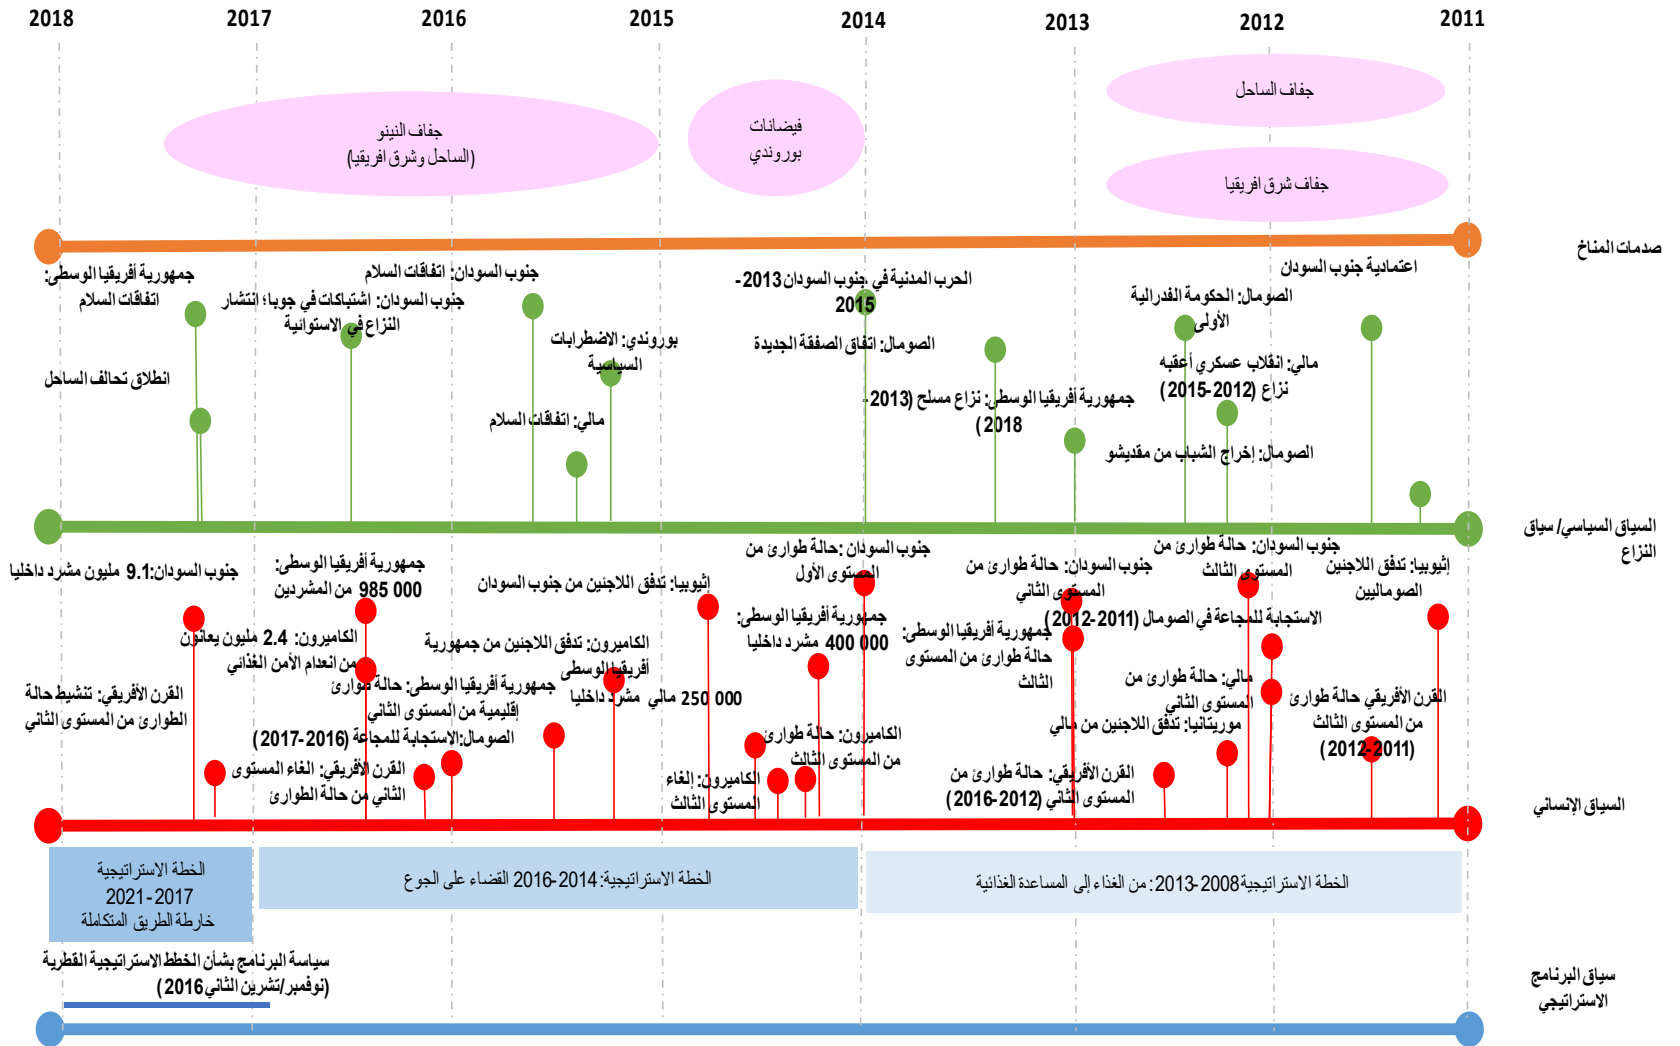 2018 2017 2016 2015 2014 2013 2012 2011
جفاف الساحل
فيضانات
بوروندي
جفاف النينو
(الساحل وشرق افريقيا)
جفاف شرق افريقيا
صدمات المناخ
اعتمادية جنوب السودان
الصومال: الحكومة الفدرالية
الأولى
مالي: انقلاب عسكري أعقبه
نزاع (2012-2015)
الصومال: إخراج الشباب من مقديشو
جمهورية أفريقيا الوسطى: نزاع مسلح (2013-
2018)
الصومال: اتفاق الصفقة الجديدة
الحرب المدنية في جنوب السودان 2013-
2015
بوروندي: الاضطرابات
السياسية
مالي: اتفاقات السلام
جنوب السودان: اتفاقات السلام
جنوب السودان: اشتباكات في جوبا؛ انتشار
النزاع في الاستوائية
جمهورية أفريقيا الوسطى:
اتفاقات السلام
انطلاق تحالف الساحل
السياق السياسي/ سياق
النزاع
إثيوبيا: تدفق اللاجئين
الصوماليين
القرن الأفريقي حالة طوارئ
من المستوى الثالث
(2011-2012)
جنوب السودان: حالة طوارئ من
المستوى الثالث
الاستجابة للمجاعة في الصومال (2011-2012)
مالي: حالة طوارئ من
المستوى الثاني
موريتانيا: تدفق اللاجئين من مالي
القرن الأفريقي: حالة طوارئ من
المستوى الثاني (2012-2016)
جنوب السودان: حالة طوارئ من
المستوى الثاني
جمهورية أفريقيا الوسطى:
حالة طوارئ من المستوى
الثالث
جنوب السودان :حالة طوارئ من
المستوى الأول
جمهورية أفريقيا الوسطى:
400 000 مشرد داخليا
الكاميرون: حالة طوارئ
من المستوى الثالث
الكاميرون: إلغاء
المستوى الثالث
250 000 مالي مشرد داخليا
إثيوبيا: تدفق اللاجئين من جنوب السودان
الكاميرون: تدفق اللاجئين من جمهورية
أفريقيا الوسطى
جمهورية أفريقيا الوسطى: حالة طوارئ
إقليمية من المستوى الثاني
الصومال:الاستجابة للمجاعة (2016-2017)
القرن الأفريقي: الغاء المستوى
الثاني من حالة الطوارئ
جمهورية أفريقيا الوسطى:
985 000 من المشردين
الكاميرون: 2.4 مليون يعانون
من انعدام الأمن الغذائي
جنوب السودان:9.1 مليون مشرد داخليا
القرن الأفريقي: تنشيط حالة
الطوارئ من المستوى الثاني
السياق الإنساني
الخطة الاستراتيجية 2008-2013: من الغذاء إلى المساعدة الغذائية
الخطة الاستراتيجية: 2014-2016 القضاء على الجوع
الخطة الاستراتيجية
2017-2021
خارطة الطريق المتكاملة
سياسة البرنامج بشأن الخطط الاستراتيجية القطرية
(نوفمبر/تشرين الثاني 2016)
سياق البرنامج
الاستراتيجي